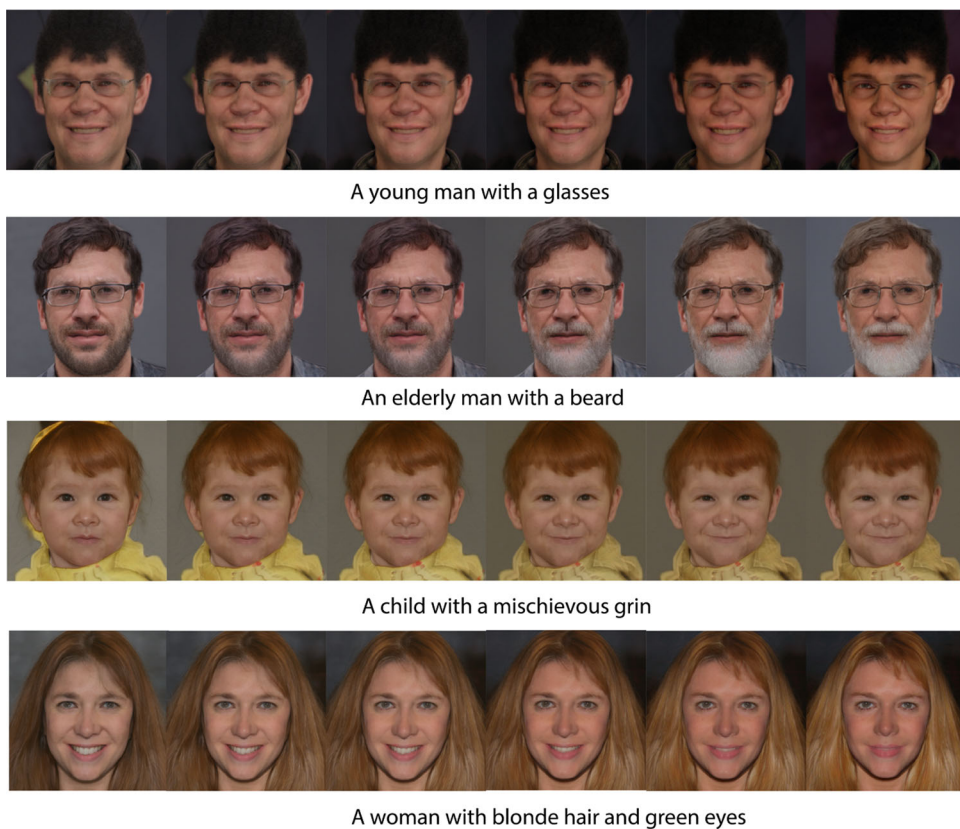 A young man with a glasses
An elderly man with a beard
A child with a mischievous grin
A woman with blonde hair and green eyes